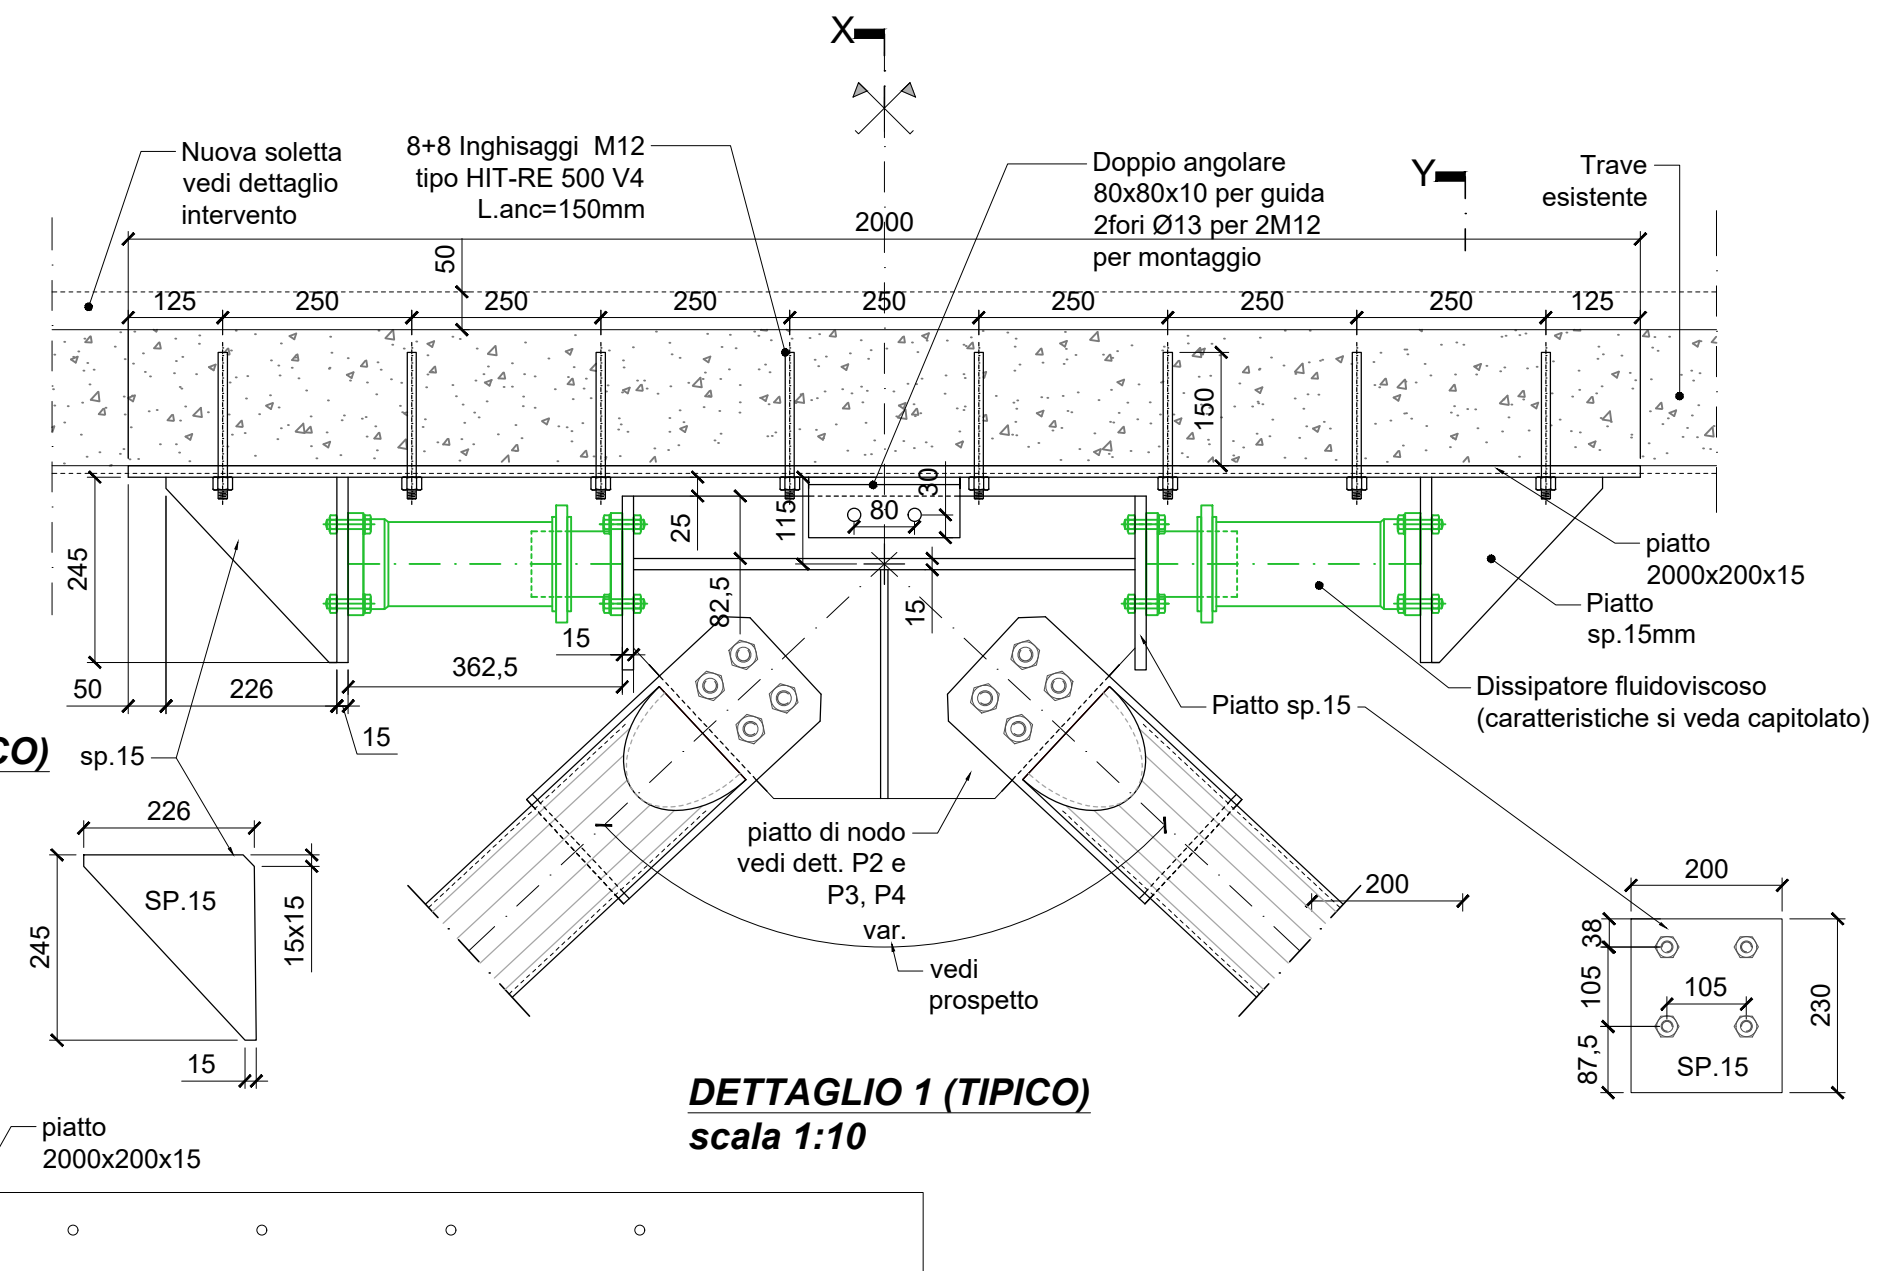 X
Nuova soletta
vedi dettaglio
intervento
8+8 Inghisaggi M12
tipo HIT-RE 500 V4
L.anc=150mm
Doppio angolare
80x80x10 per guida
2fori Ø13 per 2M12
per montaggio
Y
Trave
esistente
2000
50
125
250
250
250
250
250
250
250
125
150
245
25
115
80
30
82,5
15
15
362,5
50
226
15
piatto
2000x200x15
Piatto
sp.15mm
Dissipatore fluidoviscoso
(caratteristiche si veda capitolato)
Piatto sp.15
CO)
sp.15
226
SP.15
245
15x15
15
piatto di nodo
vedi dett. P2 e
P3, P4
var.
vedi
prospetto
200
200
38
105
105
87,5
230
SP.15
DETTAGLIO 1 (TIPICO)
scala 1:10
piatto
2000x200x15